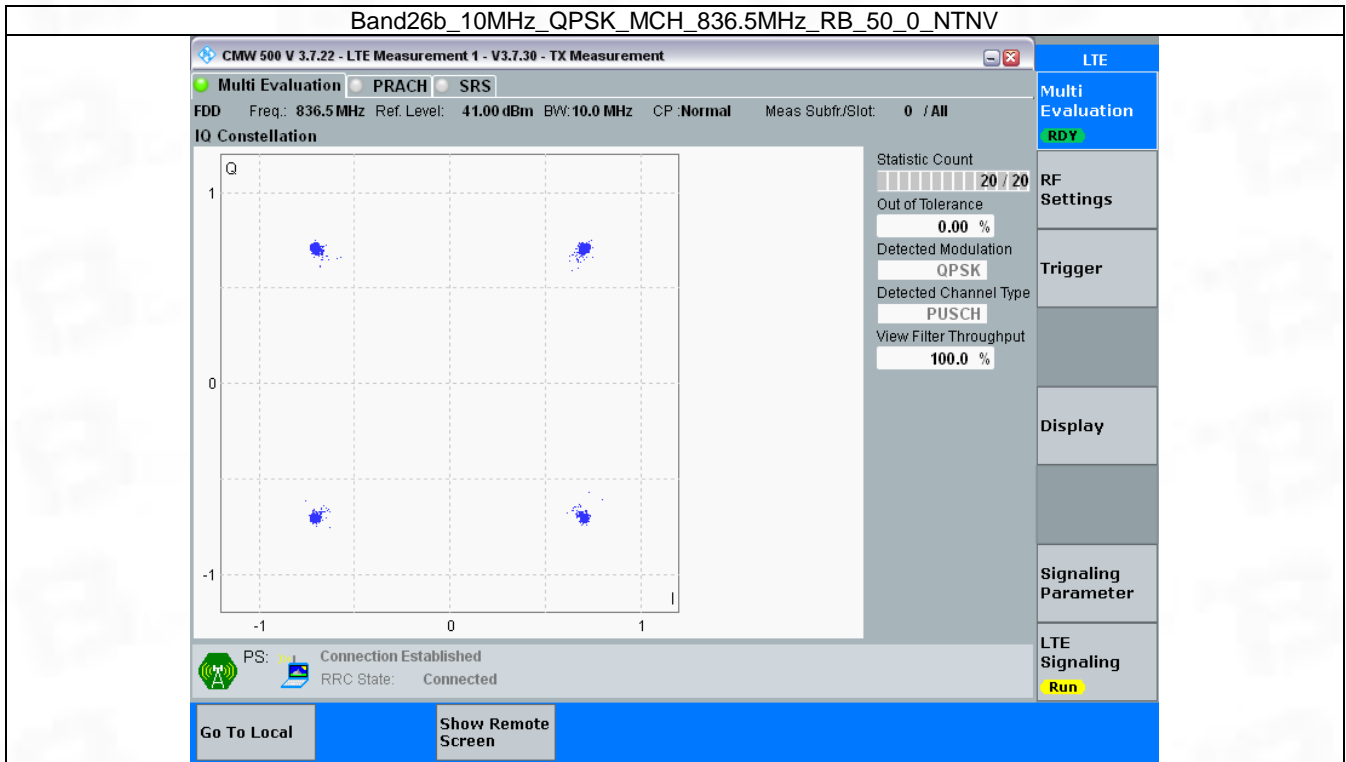 Band26b_10MHz_QPSK_MCH_836.5MHz_RB_50_0_NTNV
CMW 500 V 3.7.22 - LTE Measurement 1 - V3.7.30 - TX Measurement
LTE
Multi Evaluation PRACH SRS
Multi
Evaluation
RDY
FDD Freq.: 836.5 MHz Ref. Level: 41.00 dBm BW: 10.0 MHz CP :Normal Meas Subfr./Slot: 0 / All
IQ Constellation
Q
1
0
-1
I
-1 0 1
Statistic Count
20 / 20
Out of Tolerance
0.00 %
Detected Modulation
QPSK
Detected Channel Type
PUSCH
View Filter Throughput
100.0 %
RF
Settings
Trigger
Display
Signaling
Parameter
LTE
Signaling
Run
PS: Connection Established
RRC State: Connected
Go To Local
Show Remote
Screen